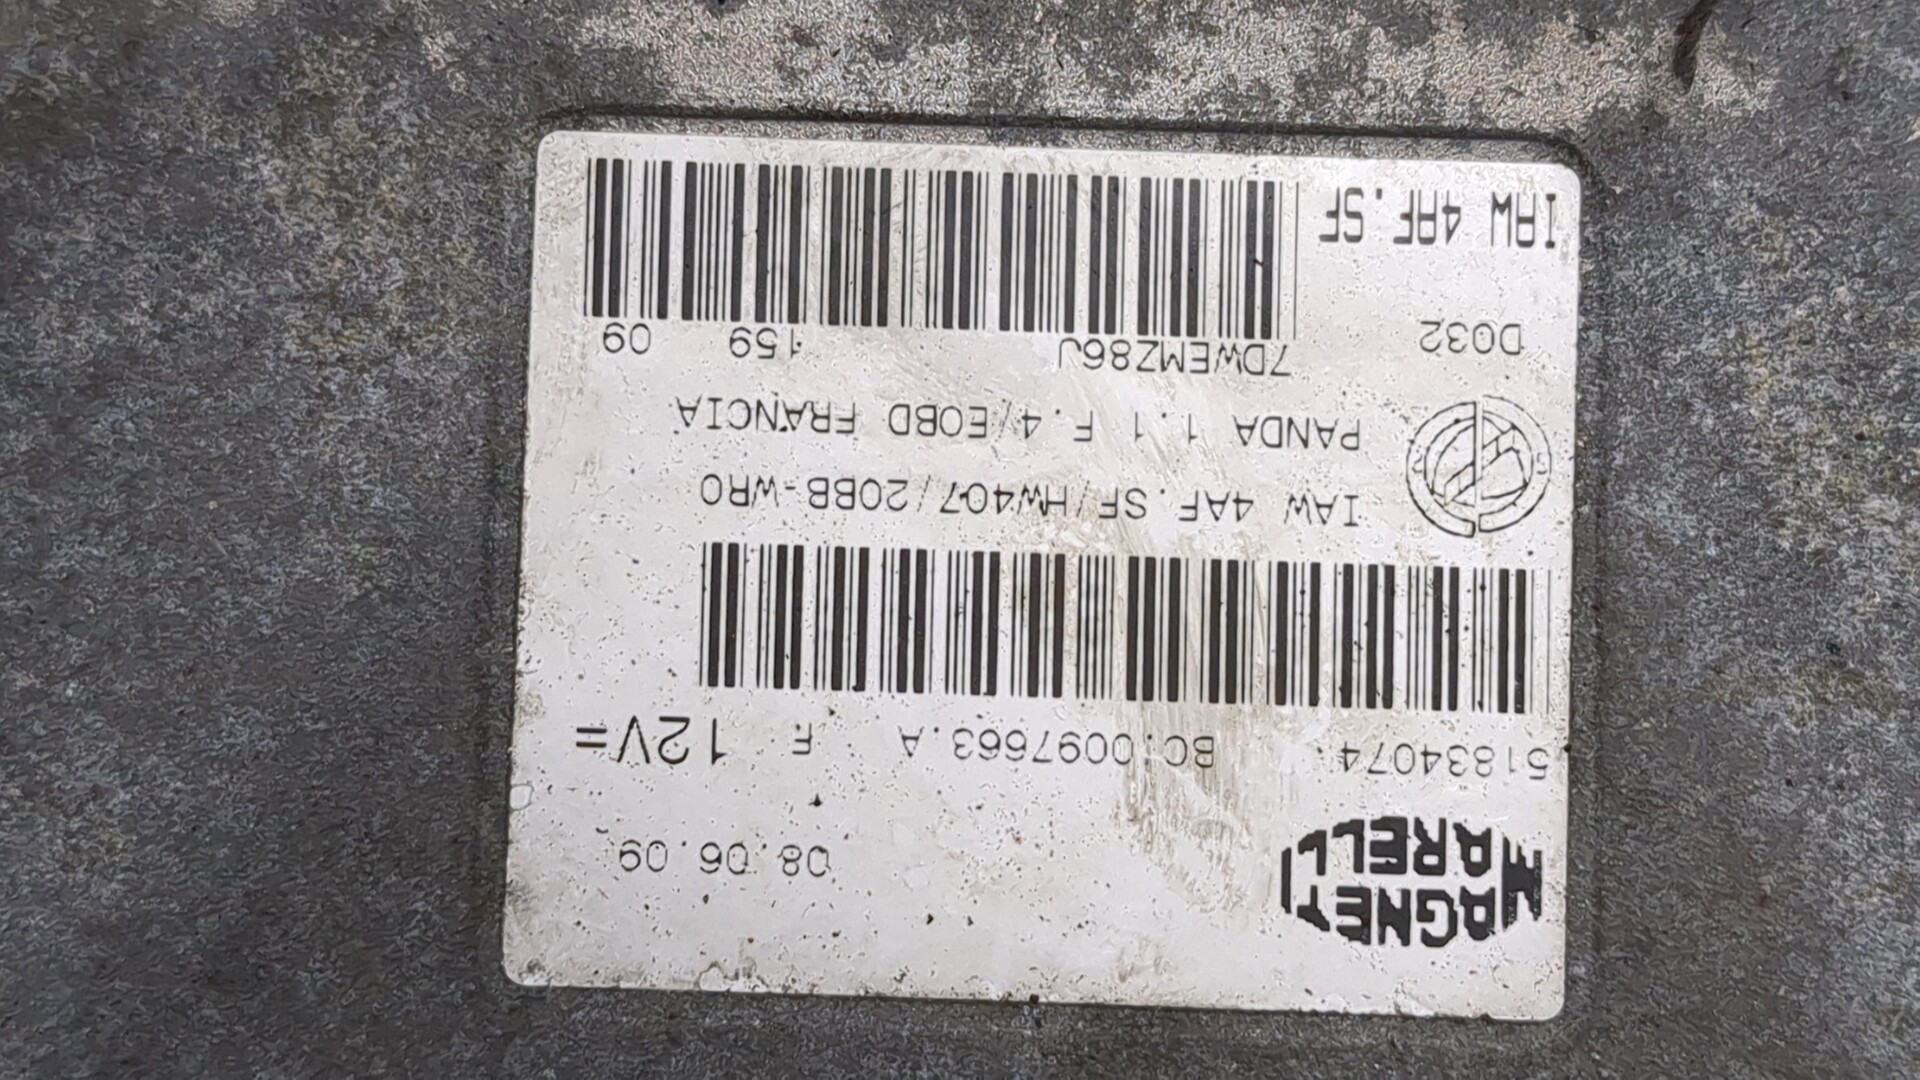 MAGNETI
MARELLI
08.06.09
51834074 BC.0097663.A F 12V=
IAW 4AF.SF/HW407/20BB-WR0
PANDA 1.1 F.4/EOBD FRANCIA
D032 7DWEMZ86J 159 09
IAW 4AF.SF